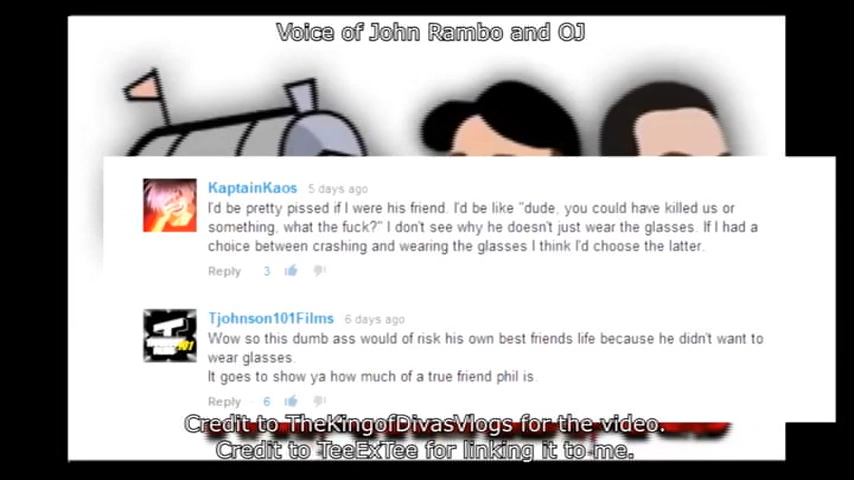 Voice of John Rambo and OJ
KaptainKaos 5 days ago
I'd be pretty pissed if I were his friend. I'd be like "dude, you could have killed us or
something, what the fuck?" I don't see why he doesn't just wear the glasses. If I had a
choice between crashing and wearing the glasses I think I'd choose the latter.
Reply · 3
Tjohnson101Films 6 days ago
Wow so this dumb ass would of risk his own best friends life because he didn't want to
wear glasses.
It goes to show ya how much of a true friend phil is.
Reply · 6
Credit to TheKingofDivasVlogs for the video.
Credit to TeeExTee for linking it to me.